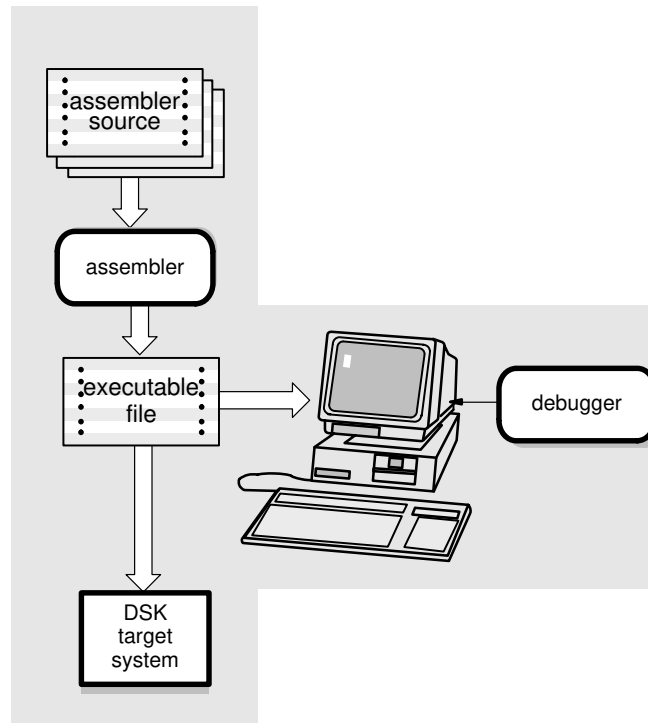 assembler
source
assembler
executable
file
debugger
DSK
target
system